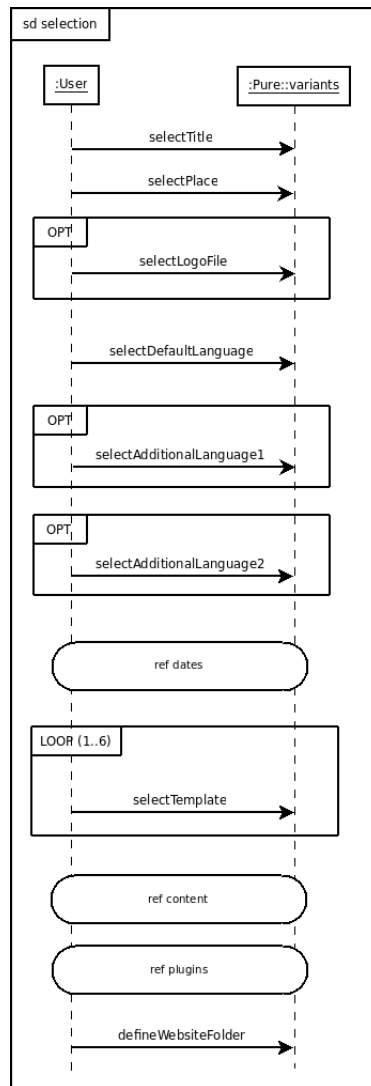 sd selection
:User
:Pure::variants
selectTitle
selectPlace
OPT
selectLogoFile
selectDefaultLanguage
OPT
selectAdditionalLanguage1
OPT
selectAdditionalLanguage2
ref dates
LOOP (1..6)
selectTemplate
ref content
ref plugins
defineWebsiteFolder